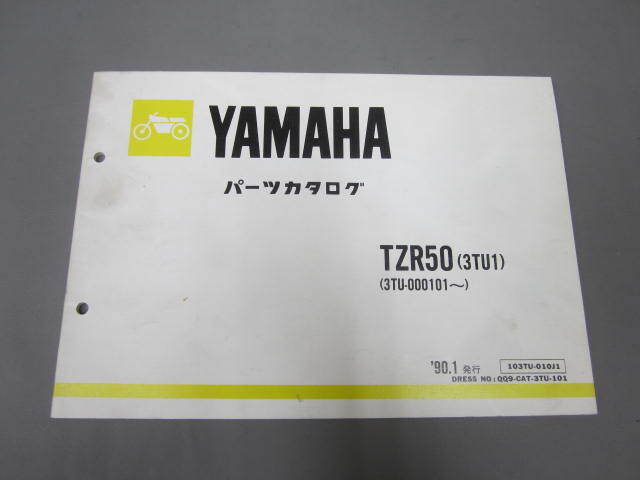 YAMAHA
パーツカタログ
TZR50 (3TU1)
(3TU-000101～)
'90.1 発行 103TU-010J1
DRESS NO : QQ9-CAT-3TU-101